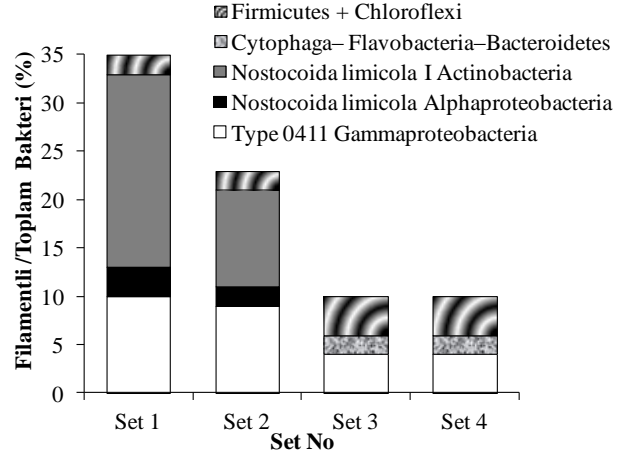 Firmicutes + Chloroflexi
Cytophaga– Flavobacteria–Bacteroidetes
Nostocoida limicola I Actinobacteria
Nostocoida limicola Alphaproteobacteria
Type 0411 Gammaproteobacteria
Filamentli /Toplam Bakteri (%)
35
30
25
20
15
10
5
0
Set 1 Set 2 Set 3 Set 4
Set No